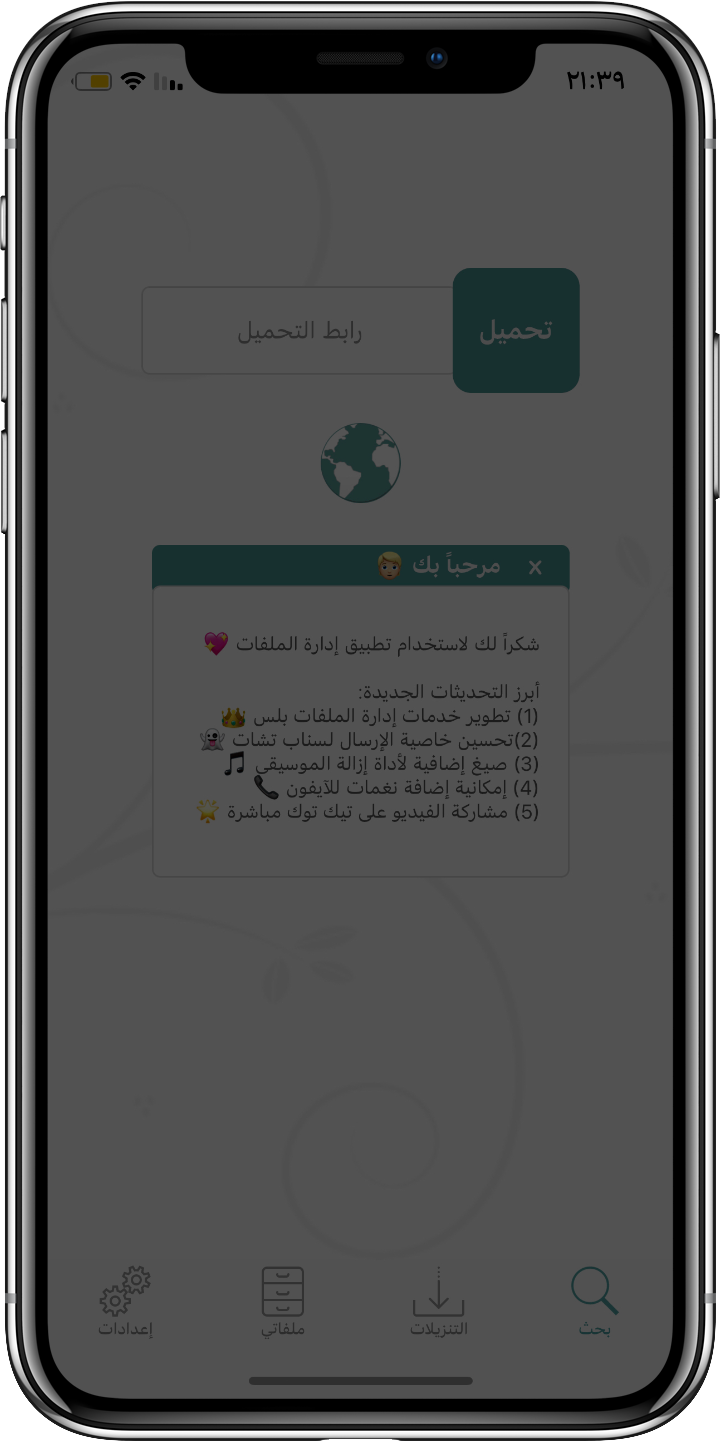 ٢١:٣٩
تحميل
رابط التحميل
x مرحباً بك 👱🏼
شكراً لك لاستخدام تطبيق إدارة الملفات 💖
أبرز التحديثات الجديدة:
(1) تطوير خدمات إدارة الملفات بلس 👑
(2)تحسين خاصية الإرسال لسناب تشات 👻
(3) صيغ إضافية لأداة إزالة الموسيقى 🎵
(4) إمكانية إضافة نغمات للآيفون 📞
(5) مشاركة الفيديو على تيك توك مباشرة 🌟
بحث
التنزيلات
ملفاتي
إعدادات